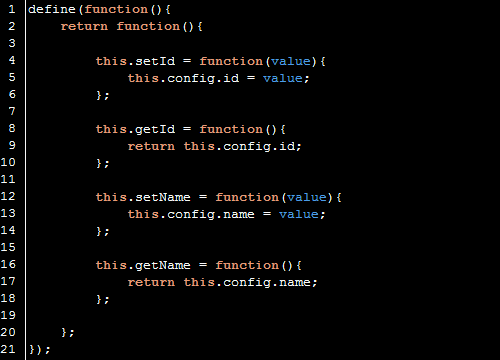 1 define(function(){
2     return function(){
3
4         this.setId = function(value){
5             this.config.id = value;
6         };
7
8         this.getId = function(){
9             return this.config.id;
10         };
11
12         this.setName = function(value){
13             this.config.name = value;
14         };
15
16         this.getName = function(){
17             return this.config.name;
18         };
19
20     };
21 });